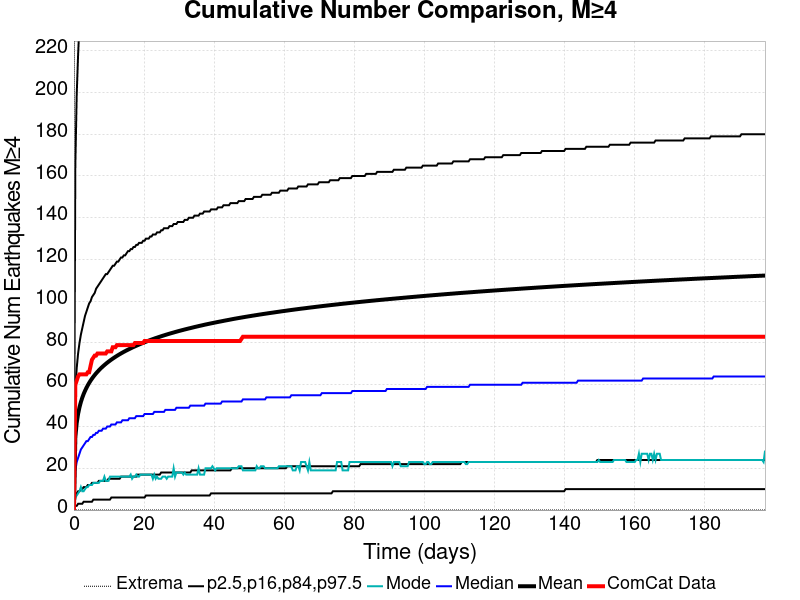 Cumulative Number Comparison, M≥4
Cumulative Num Earthquakes M≥4
220
200
180
160
140
120
100
80
60
40
20
0
0 20 40 60 80 100 120 140 160 180
Time (days)
Extrema p2.5,p16,p84,p97.5 Mode Median Mean ComCat Data